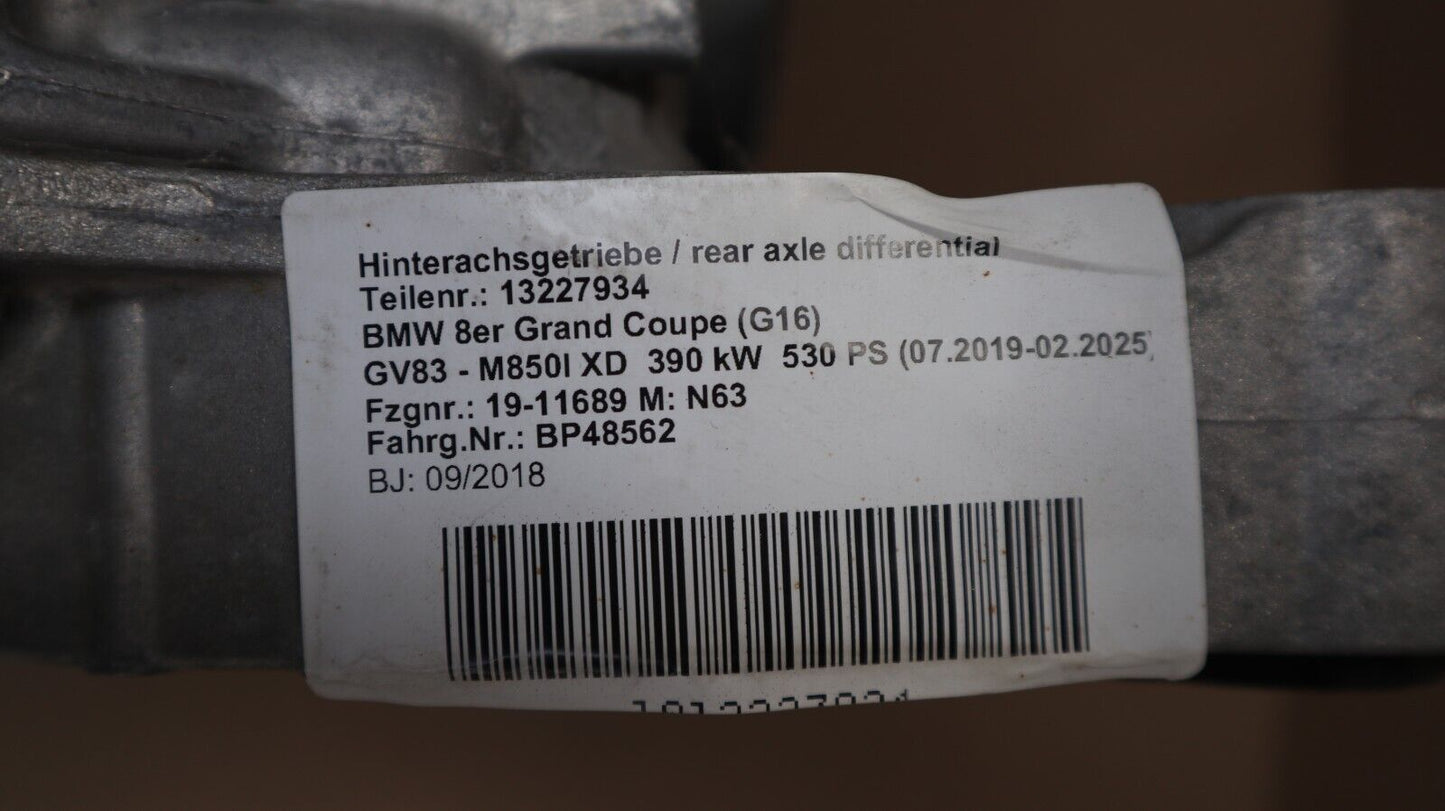 Hinterachsgetriebe / rear axle differential
Teilenr.: 13227934
BMW 8er Grand Coupe (G16)
GV83 - M850I XD 390 kW 530 PS (07.2019-02.2025)
Fzgnr.: 19-11689 M: N63
Fahrg.Nr.: BP48562
BJ: 09/2018